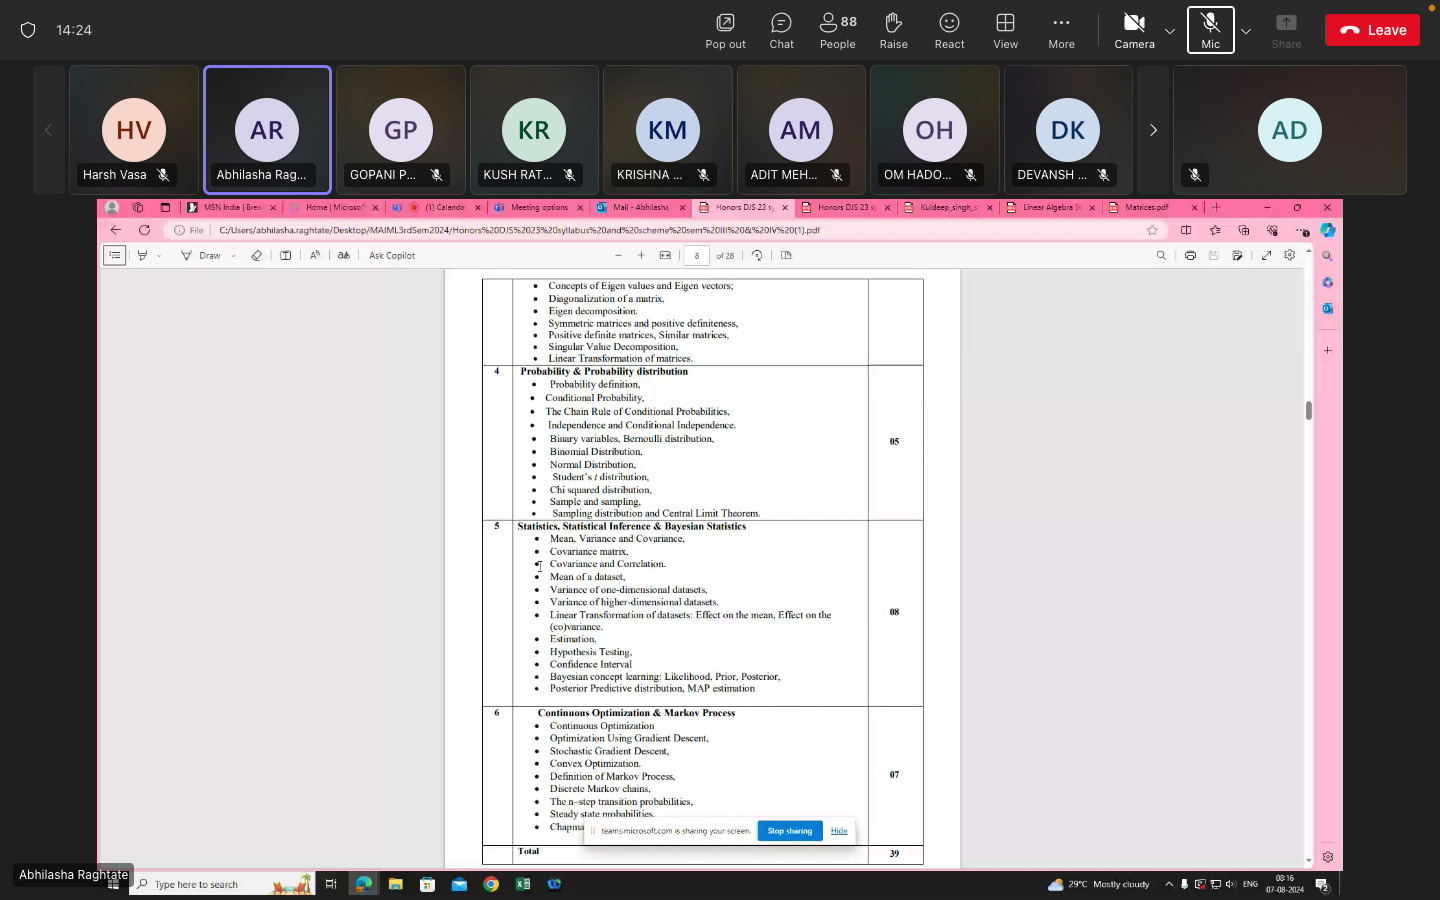 14:24
Pop out
Chat
88
People
Raise
React
View
More
Camera
Mic
Share
Leave
HV
Harsh Vasa
AR
Abhilasha Rag...
GP
GOPANI P...
KR
KUSH RAT...
KM
KRISHNA ...
AM
ADIT MEH...
OH
OM HADO...
DK
DEVANSH ...
AD
MSN India | Brea
Home | Microsof
(1) Calenda
Meeting options
Mail - Abhilasha
Honors DJS 23 s
Honors DJS 23 s
Kuldeep_singh_
Linear Algebra S
Matrices.pdf
File
C:/Users/abhilasha.raghtate/Desktop/MAIML3rdSem2024/Honors%20DJS%2023%20syllabus%20and%20scheme%20sem%20III%20&%20IV%20(1).pdf
Draw
Ask Copilot
8
of 28
• Concepts of Eigen values and Eigen vectors;
• Diagonalization of a matrix,
• Eigen decomposition.
• Symmetric matrices and positive definiteness,
• Positive definite matrices, Similar matrices,
• Singular Value Decomposition,
• Linear Transformation of matrices.
4 Probability & Probability distribution
• Probability definition,
• Conditional Probability,
• The Chain Rule of Conditional Probabilities,
• Independence and Conditional Independence.
• Binary variables, Bernoulli distribution,
• Binomial Distribution,
• Normal Distribution,
• Student's t distribution,
• Chi squared distribution,
• Sample and sampling,
• Sampling distribution and Central Limit Theorem.
05
5 Statistics, Statistical Inference & Bayesian Statistics
• Mean, Variance and Covariance,
• Covariance matrix,
• Covariance and Correlation.
• Mean of a dataset,
• Variance of one-dimensional datasets,
• Variance of higher-dimensional datasets.
• Linear Transformation of datasets: Effect on the mean, Effect on the
(co)variance.
• Estimation,
• Hypothesis Testing,
• Confidence Interval
• Bayesian concept learning: Likelihood, Prior, Posterior,
• Posterior Predictive distribution, MAP estimation
08
6 Continuous Optimization & Markov Process
• Continuous Optimization
• Optimization Using Gradient Descent,
• Stochastic Gradient Descent,
• Convex Optimization.
• Definition of Markov Process,
• Discrete Markov chains,
• The n–step transition probabilities,
• Steady state probabilities.
• Chapma
07
Total 39
teams.microsoft.com is sharing your screen.
Stop sharing
Hide
Abhilasha Raghtate
Type here to search
29°C Mostly cloudy
ENG
08:16
07-08-2024
2